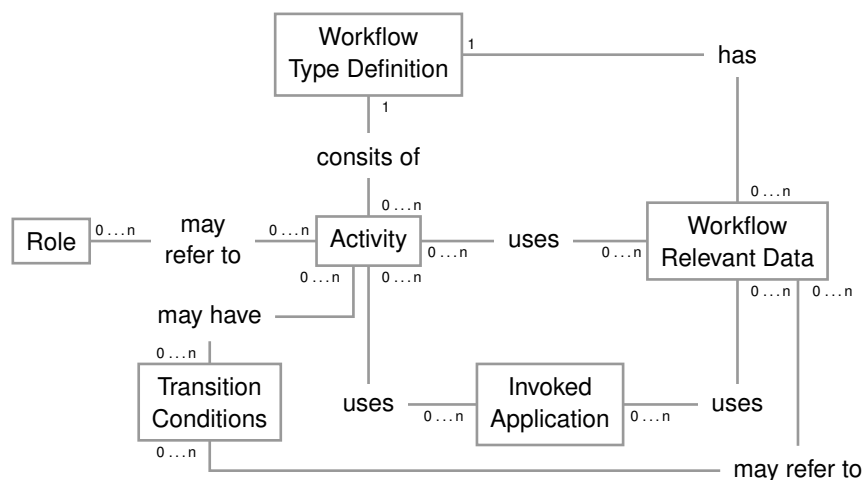 Workflow
Type Definition
1
has
1
consits of
0 ... n
0 ... n
Role
0 ... n
may
refer to
0 ... n
Activity
0 ... n
uses
0 ... n
Workflow
Relevant Data
0 ... n
0 ... n
0 ... n
0 ... n
may have
0 ... n
Transition
Conditions
0 ... n
uses
0 ... n
Invoked
Application
0 ... n
uses
may refer to